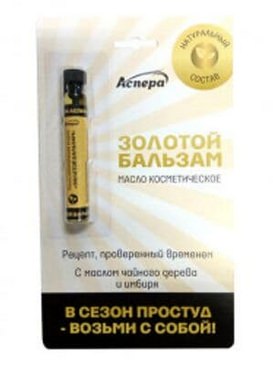 НАТУРАЛЬНЫЙ
СОСТАВ
Аспера
ЗОЛОТОЙ
БАЛЬЗАМ
МАСЛО КОСМЕТИЧЕСКОЕ
Рецепт, проверенный временем
С маслом чайного дерева
и имбиря
В СЕЗОН ПРОСТУД
- ВОЗЬМИ С СОБОЙ!